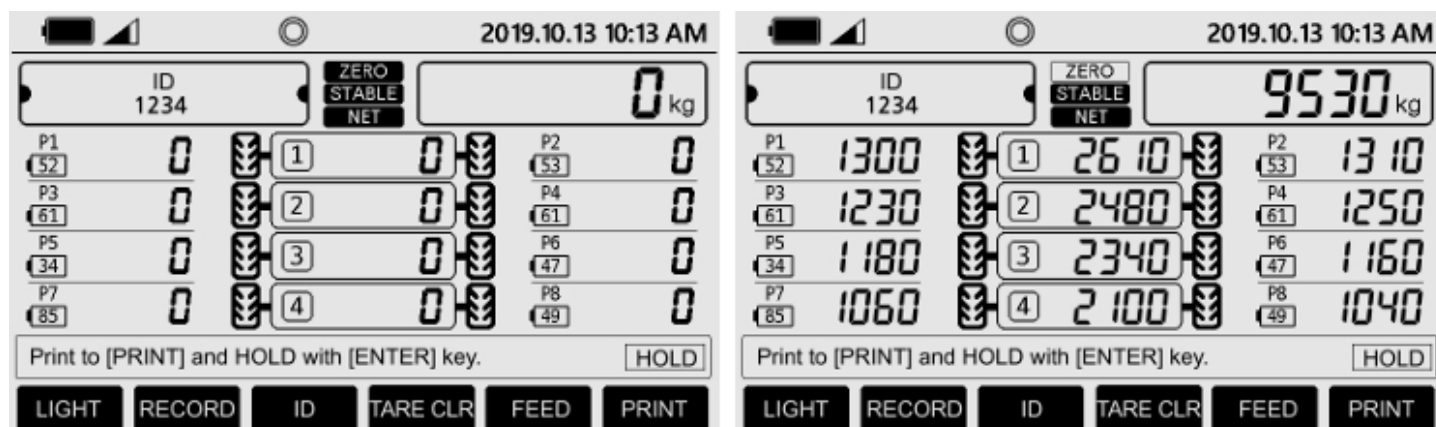 2019.10.13 10:13 AM
ID
1234
ZERO
STABLE
NET
0 kg
P1
52
0
1
0
P2
53
0
P3
61
0
2
0
P4
61
0
P5
34
0
3
0
P6
47
0
P7
85
0
4
0
P8
49
0
Print to [PRINT] and HOLD with [ENTER] key.
HOLD
LIGHT RECORD ID TARE CLR FEED PRINT
2019.10.13 10:13 AM
ID
1234
ZERO
STABLE
NET
9530 kg
P1
52
1300
1
2610
P2
53
1310
P3
61
1230
2
2480
P4
61
1250
P5
34
1180
3
2340
P6
47
1160
P7
85
1060
4
2100
P8
49
1040
Print to [PRINT] and HOLD with [ENTER] key.
HOLD
LIGHT RECORD ID TARE CLR FEED PRINT